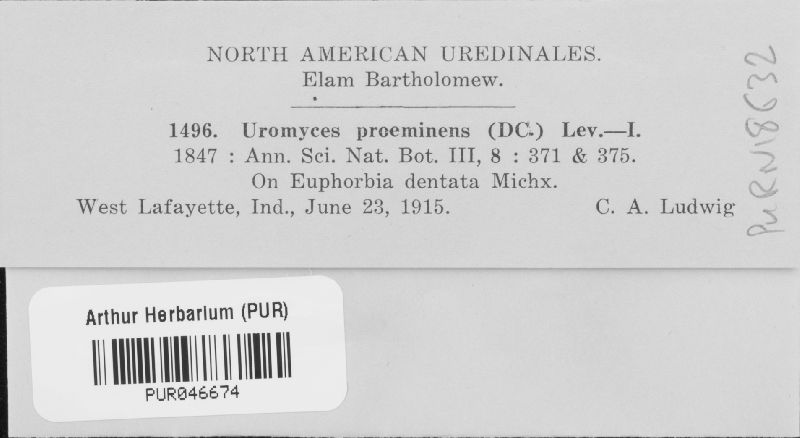 NORTH AMERICAN UREDINALES.
Elam Bartholomew.
1496. Uromyces proeminens (DC.) Lev.—I.
1847 : Ann. Sci. Nat. Bot. III, 8 : 371 & 375.
On Euphorbia dentata Michx.
West Lafayette, Ind., June 23, 1915. C. A. Ludwig
PURN18632
Arthur Herbarium (PUR)
PUR046674